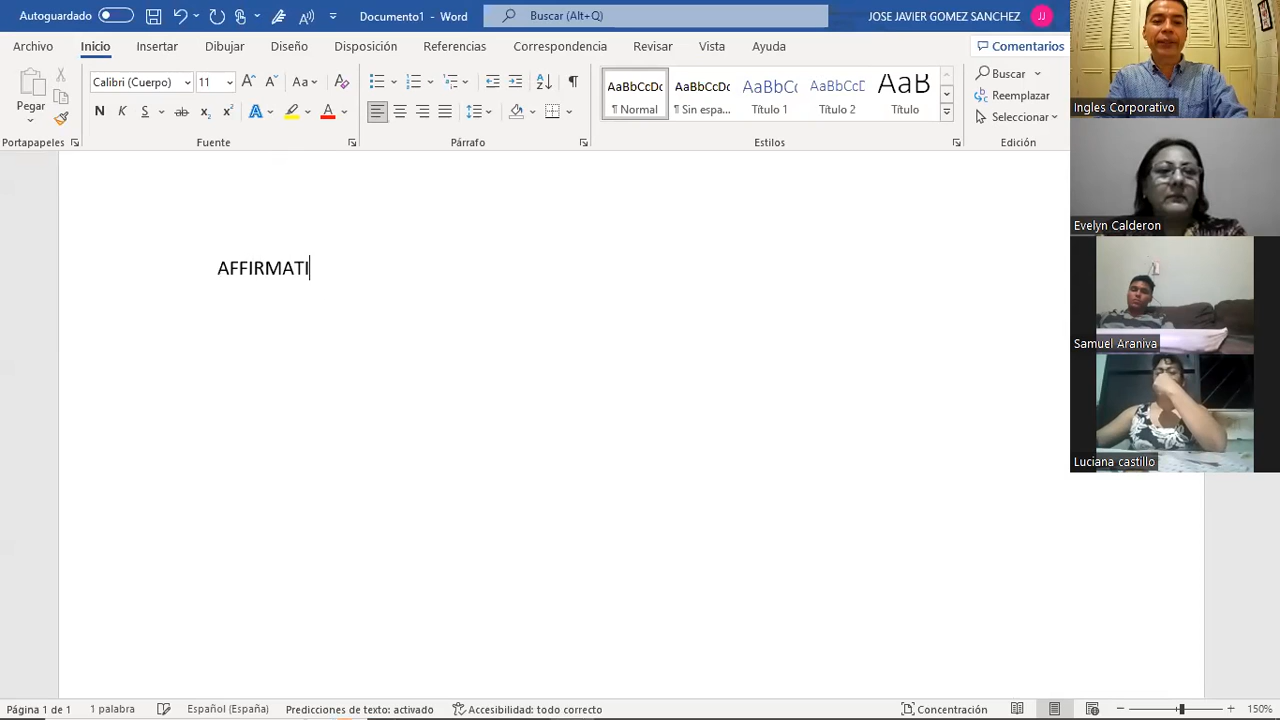 Autoguardado
Documento1 - Word
Buscar (Alt+Q)
JOSE JAVIER GOMEZ SANCHEZ
JJ
Archivo Inicio Insertar Dibujar Diseño Disposición Referencias Correspondencia Revisar Vista Ayuda
Comentarios
Pegar
Calibri (Cuerpo) 11
N K S ab x₂ x² A A
Aa
AaBbCcDc AaBbCcDc AaBbCc AaBbCcD AaB
¶ Normal ¶ Sin espa... Título 1 Título 2 Título
Buscar
Reemplazar
Seleccionar
Portapapeles Fuente Párrafo Estilos Edición
Ingles Corporativo
Evelyn Calderon
Samuel Araniva
Luciana castillo
AFFIRMATI
Página 1 de 1 1 palabra Español (España) Predicciones de texto: activado Accesibilidad: todo correcto Concentración 150%